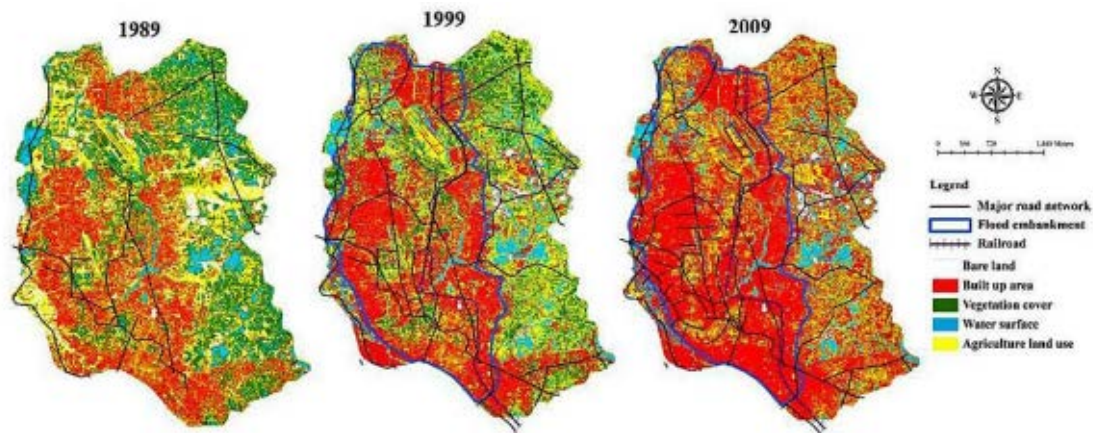 1989
1999
2009
N
W E
S
Legend
Major road network
Flood embankment
Railroad
Bare land
Built up area
Vegetation cover
Water surface
Agriculture land use